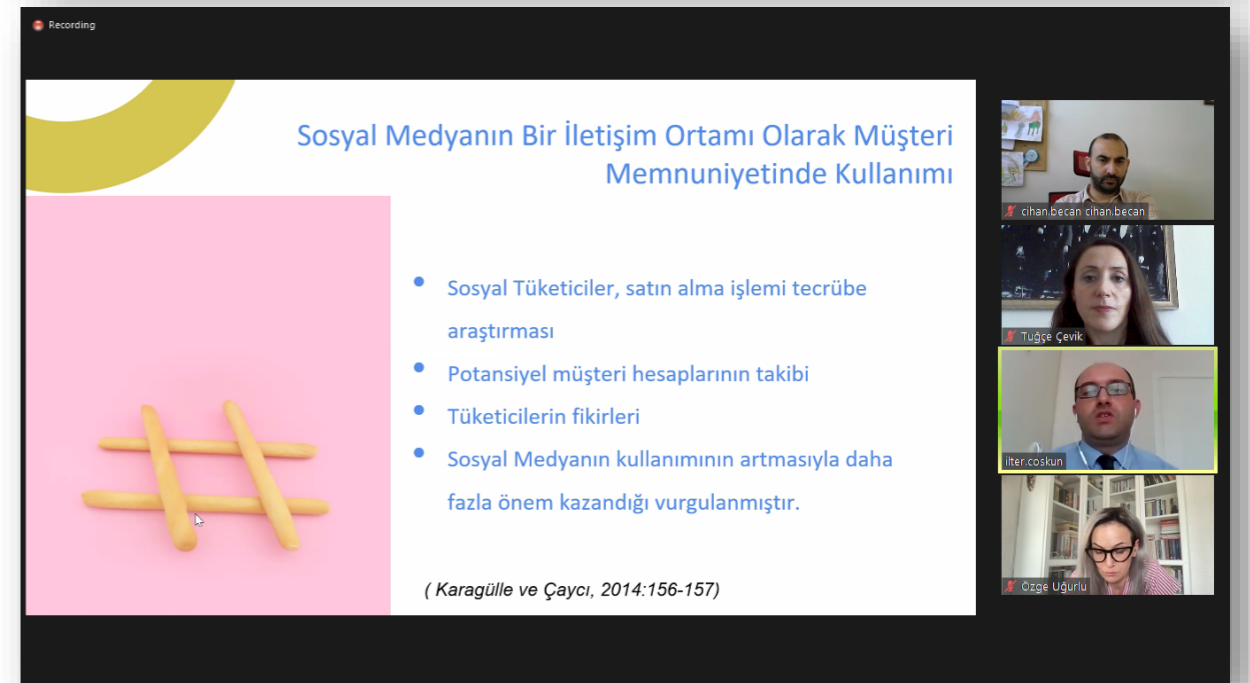 Recording
Sosyal Medyanın Bir İletişim Ortamı Olarak Müşteri
Memnuniyetinde Kullanımı
• Sosyal Tüketiciler, satın alma işlemi tecrübe
araştırması
• Potansiyel müşteri hesaplarının takibi
• Tüketicilerin fikirleri
• Sosyal Medyanın kullanımının artmasıyla daha
fazla önem kazandığı vurgulanmıştır.
( Karagülle ve Çaycı, 2014:156-157)
cihan.becan cihan.becan
Tuğçe Çevik
ilter.coskun
Özge Uğurlu